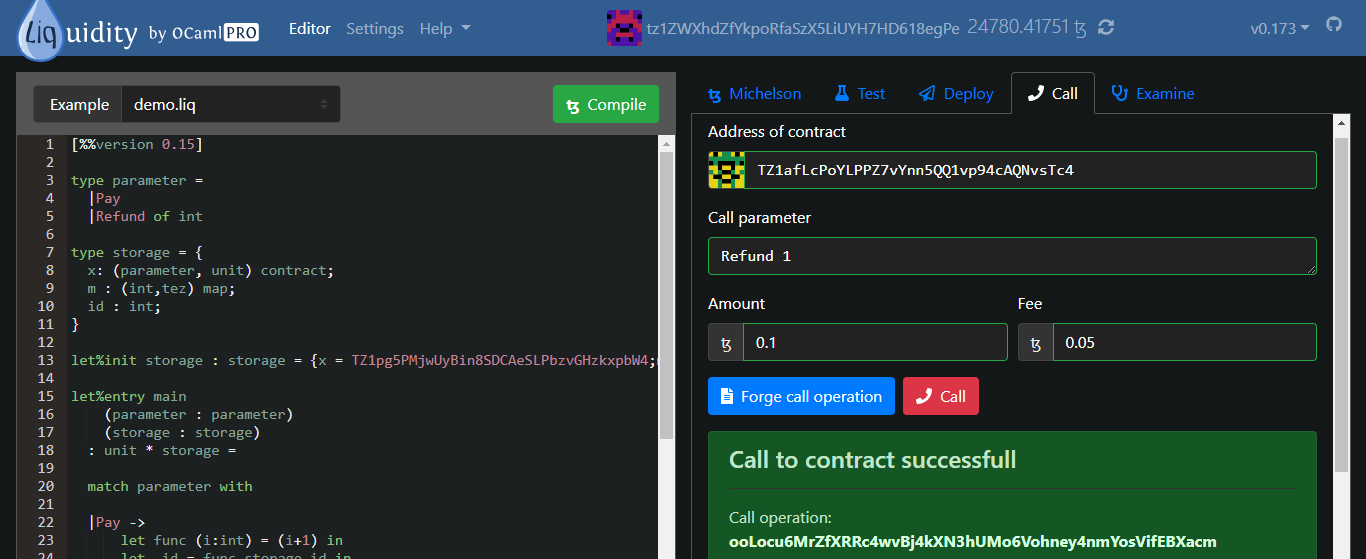 Liquidity by OCamlPRO Editor Settings Help tz1ZWXhdZfYkpoRfaSzX5LiUYH7HD618egPe 24780.41751 ꜩ v0.173
Example demo.liq ꜩ Compile
[%%version 0.15]
type parameter =
|Pay
|Refund of int
type storage = {
x: (parameter, unit) contract;
m : (int,tez) map;
id : int;
}
let%init storage : storage = {x = TZ1pg5PMjwUyBin8SDCAeSLPbzvGHzkxpbW4;
let%entry main
(parameter : parameter)
(storage : storage)
: unit * storage =
match parameter with
|Pay ->
let func (i:int) = (i+1) in
1
2
3
4
5
6
7
8
9
10
11
12
13
14
15
16
17
18
19
20
21
22
23
24
ꜩ Michelson Test Deploy Call Examine
Address of contract
TZ1afLcPoYLPPZ7vYnn5QQ1vp94cAQNvsTc4
Call parameter
Refund 1
Amount Fee
ꜩ 0.1 ꜩ 0.05
Forge call operation Call
Call to contract successfull
Call operation:
ooLocu6MrZfXRRc4wvBj4kXN3hUMo6Vohney4nmYosVifEBXacm